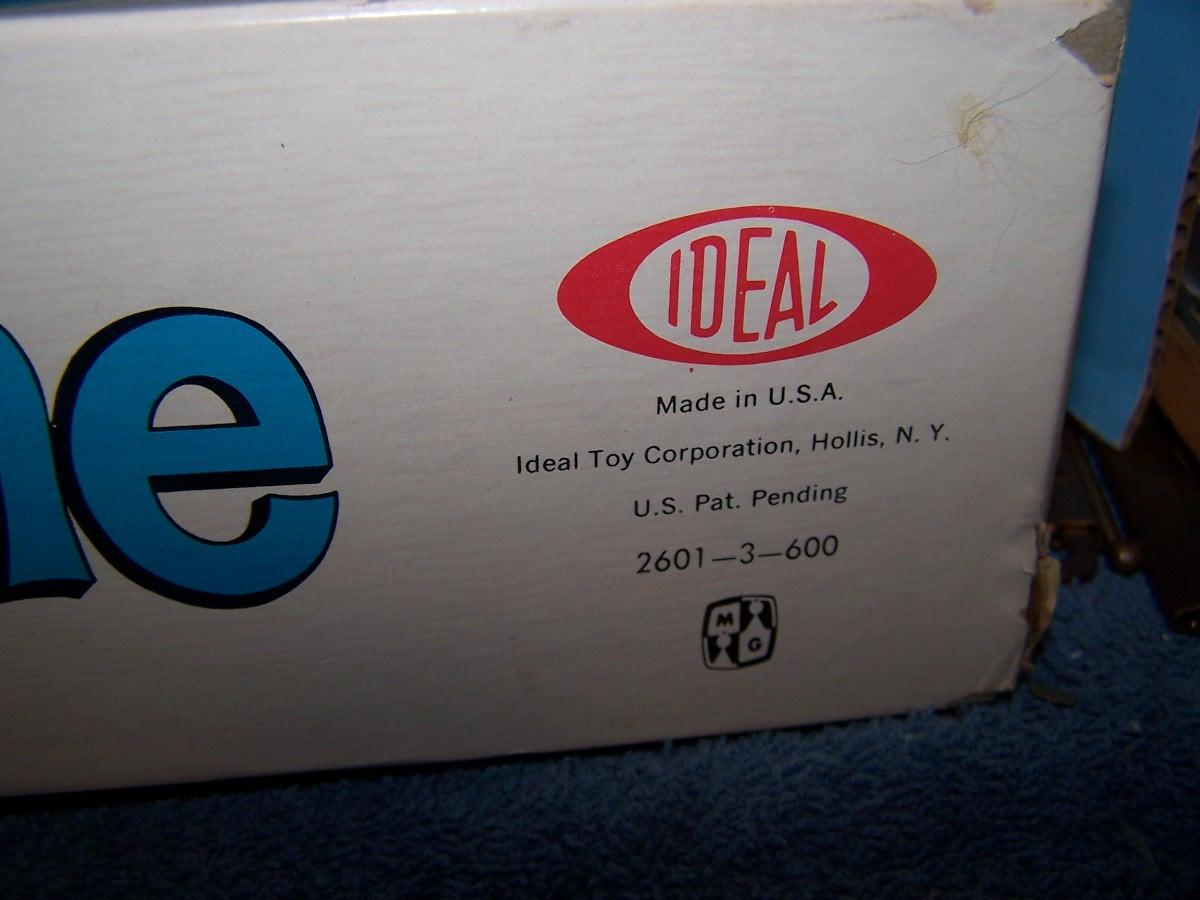 ne
IDEAL
Made in U.S.A.
Ideal Toy Corporation, Hollis, N. Y.
U.S. Pat. Pending
2601—3—600
M
G